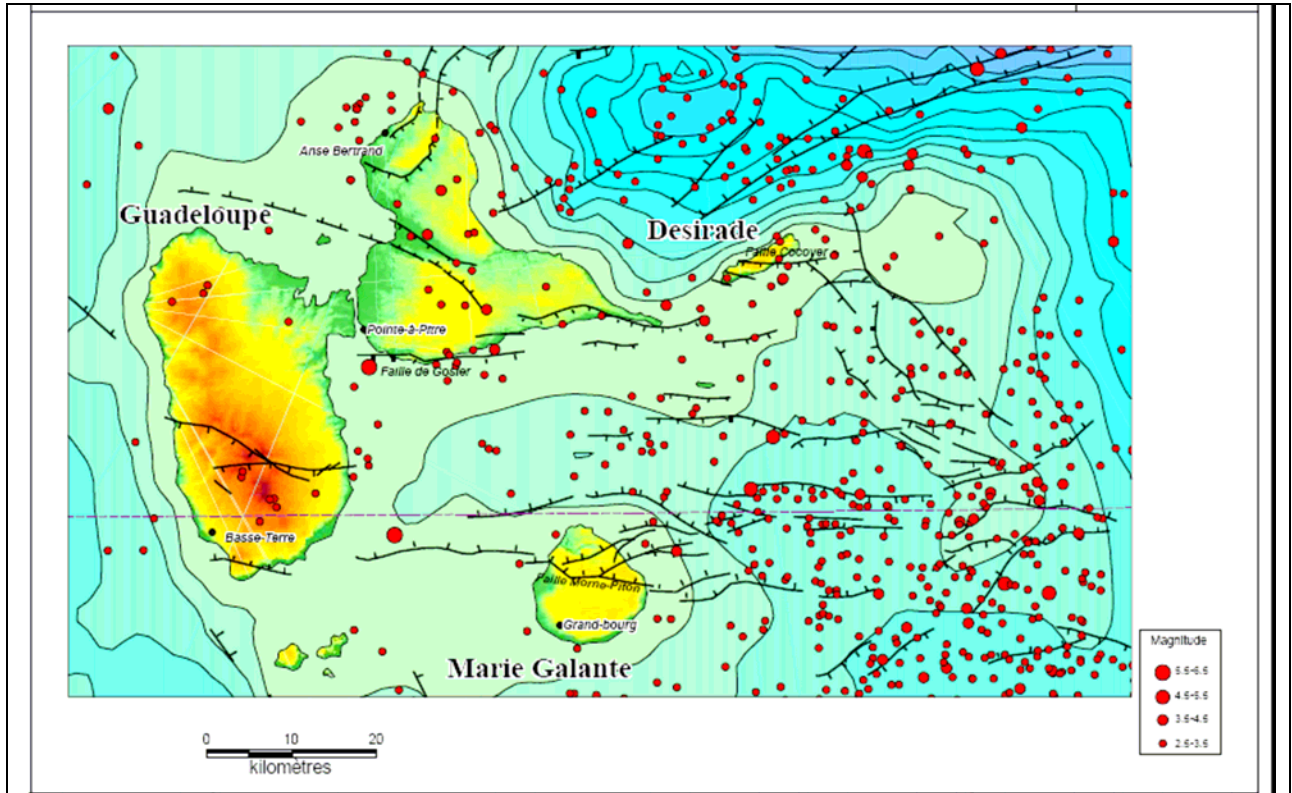 Anse Bertrand
Guadeloupe
Desirade
Faille Cocoyer
Pointe-à-Pitre
Faille de Gosier
Basse-Terre
Faille Morne-Piton
Grand-bourg
Marie Galante
Magnitude
5.5-6.5
4.5-5.5
3.5-4.5
2.5-3.5
0 10 20
kilomètres